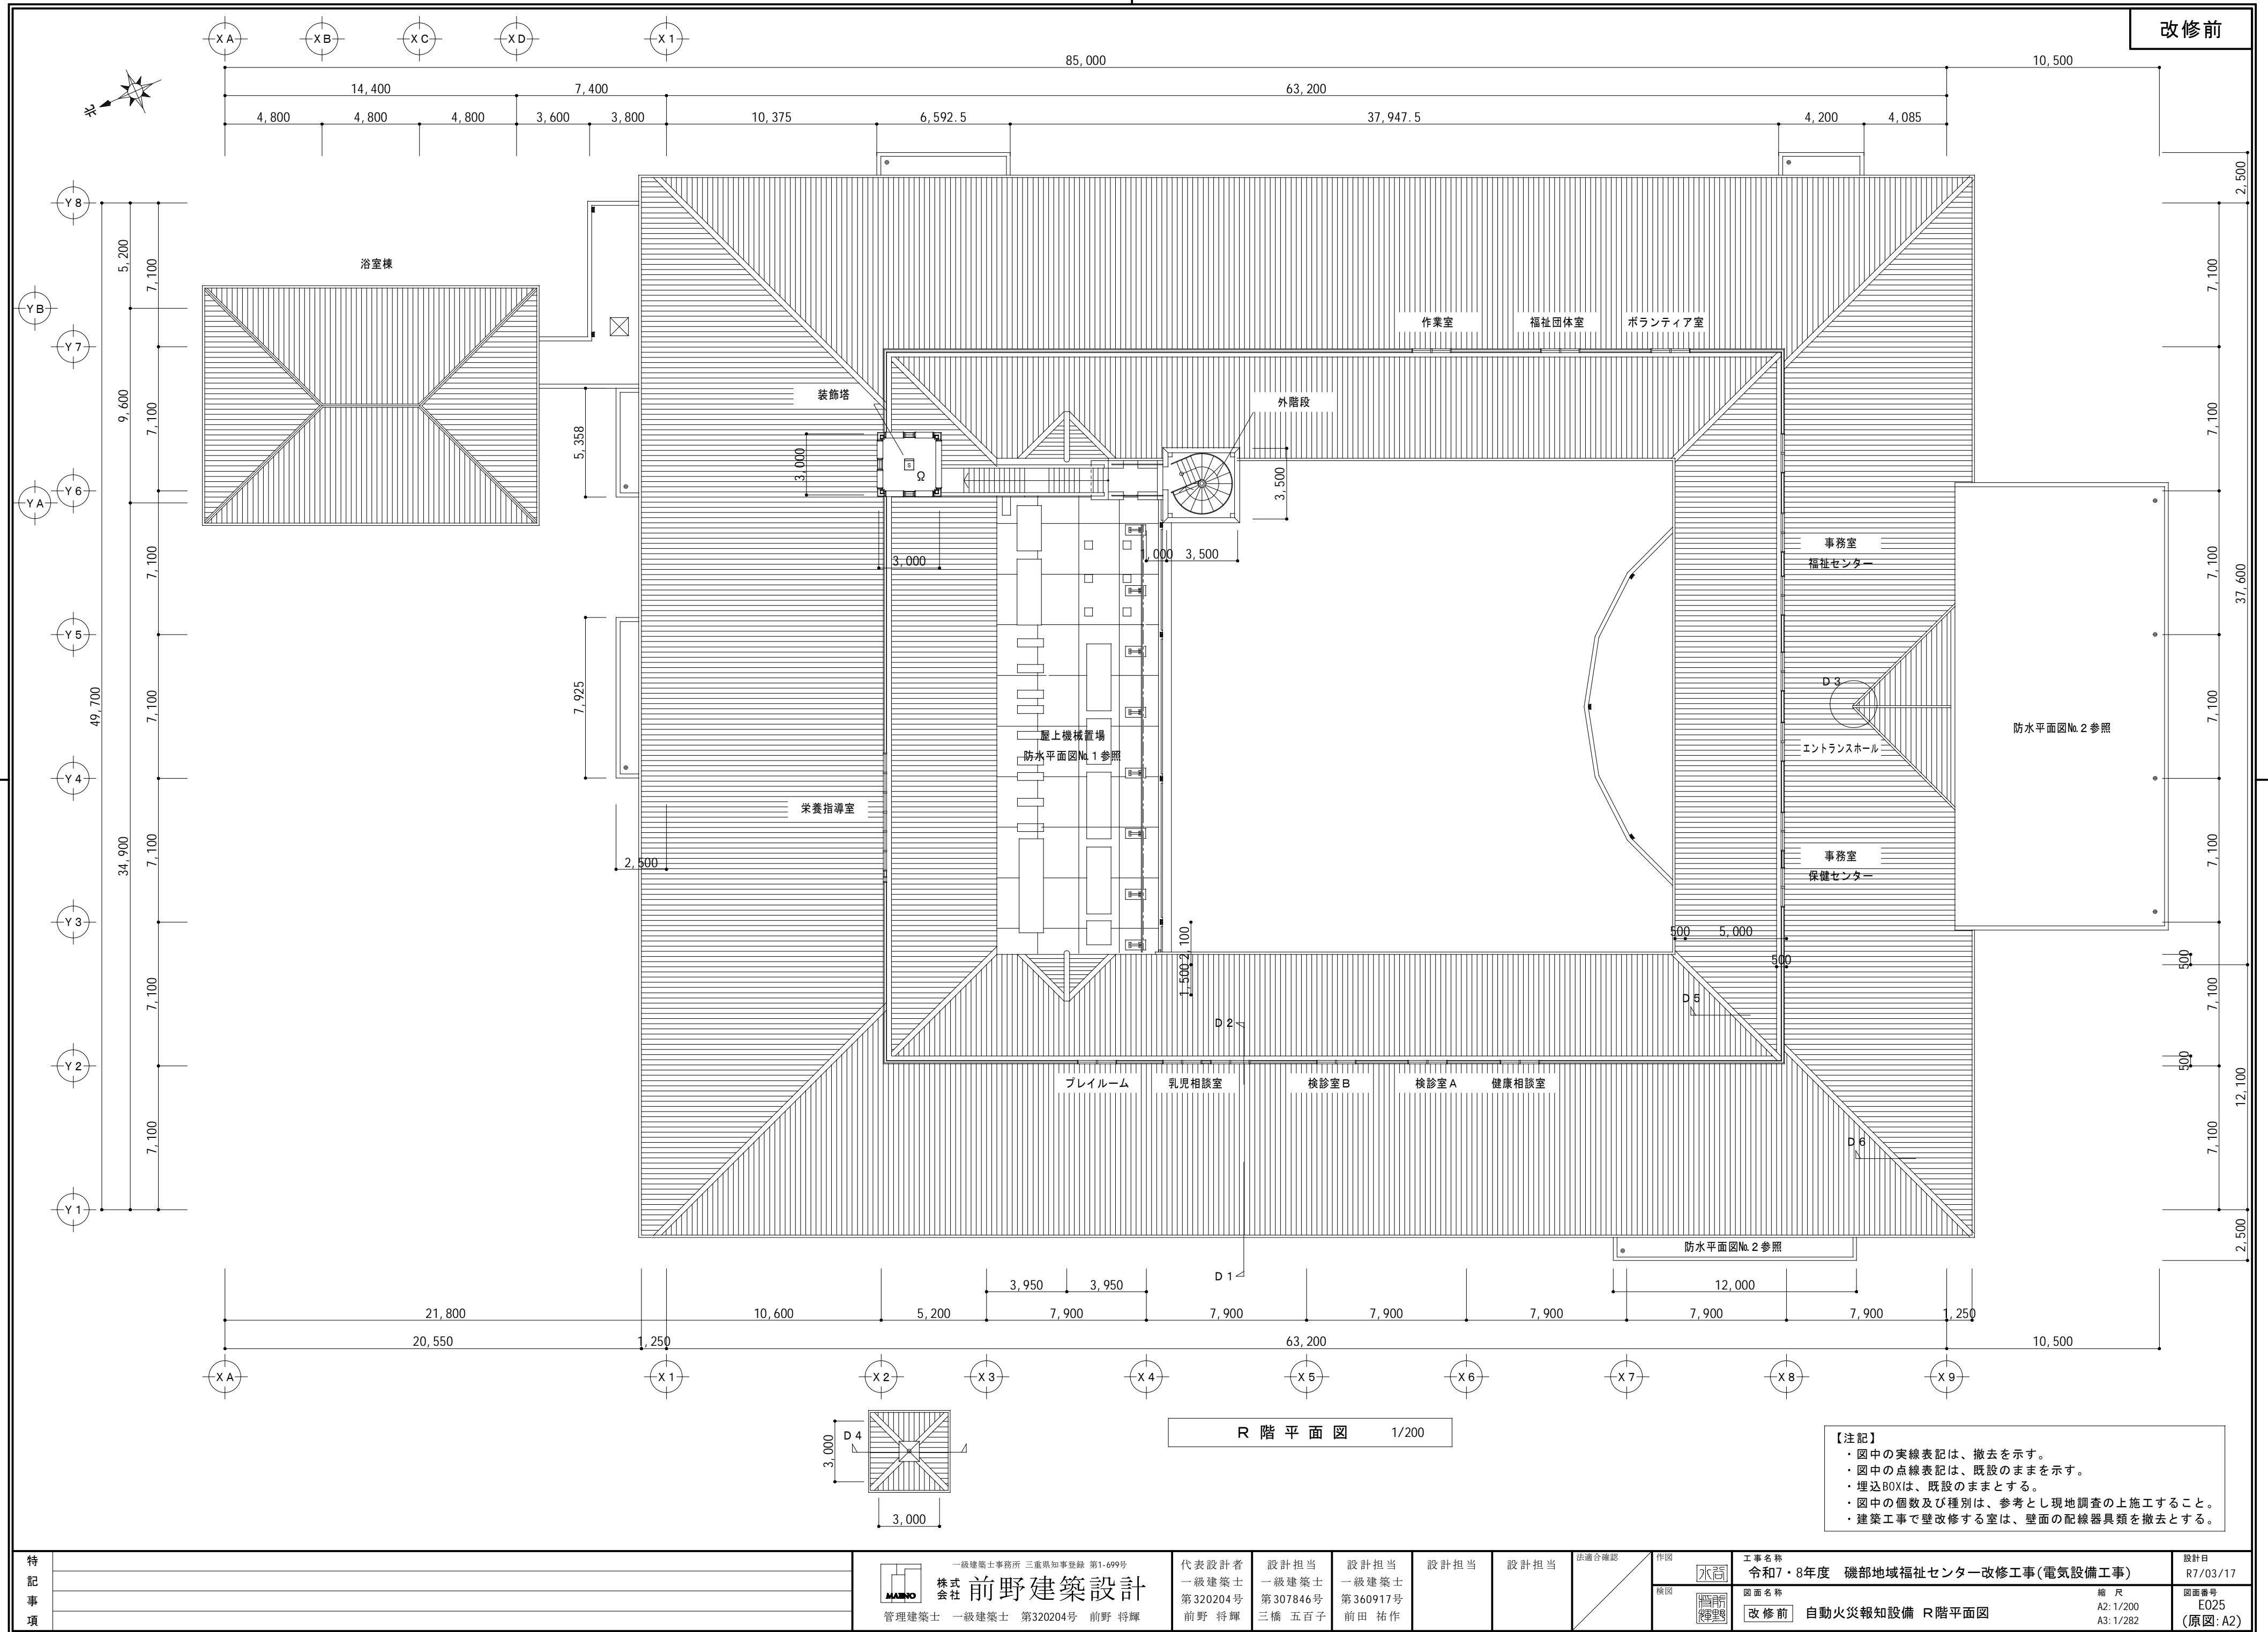 改修前
XA XB XC XD X1
85,000 10,500
14,400 7,400 63,200
4,800 4,800 4,800 3,600 3,800 10,375 6,592.5 37,947.5 4,200 4,085
北
2,500
Y8
5,200 7,100 7,100
浴室棟
YB
作業室 福祉団体室 ボランティア室
Y7
装飾塔 外階段
9,600 7,100 5,358 3,000 3,500 7,100
S Ω
Y6
YA
3,000 1,000 3,500
事務室
福祉センター
7,100 7,100 37,600
Y5
D3
49,700 7,100 7,925 7,100
屋上機械置場
防水平面図№1参照
防水平面図№2参照
エントランスホール
Y4
栄養指導室
34,900 7,100 2,500 7,100
事務室
保健センター
Y3
2,100 500 5,000
1,500 500 500
7,100 7,100
D5
D2
Y2
500
プレイルーム 乳児相談室 検診室B 検診室A 健康相談室
12,100
7,100 7,100
D6
Y1
2,500
防水平面図№2参照
D1
3,950 3,950 12,000
21,800 10,600 5,200 7,900 7,900 7,900 7,900 7,900 7,900 1,250
20,550 1,250 63,200 10,500
XA X1 X2 X3 X4 X5 X6 X7 X8 X9
D4
3,000
3,000
R階平面図 1/200
【注記】
・図中の実線表記は、撤去を示す。
・図中の点線表記は、既設のままを示す。
・埋込BOXは、既設のままとする。
・図中の個数及び種別は、参考とし現地調査の上施工すること。
・建築工事で壁改修する室は、壁面の配線器具類を撤去とする。
特記事項
MAENO
一級建築士事務所 三重県知事登録 第1-699号
株式会社 前野建築設計
管理建築士 一級建築士 第320204号 前野 将輝
代表設計者
一級建築士
第320204号
前野 将輝
設計担当
一級建築士
第307846号
三橋 五百子
設計担当
一級建築士
第360917号
前田 祐作
設計担当
設計担当
法適合確認
作図
検図
工事名称
令和7・8年度 磯部地域福祉センター改修工事(電気設備工事)
図面名称
改修前 自動火災報知設備 R階平面図
縮尺
A2:1/200
A3:1/282
設計日
R7/03/17
図面番号
E025
(原図:A2)